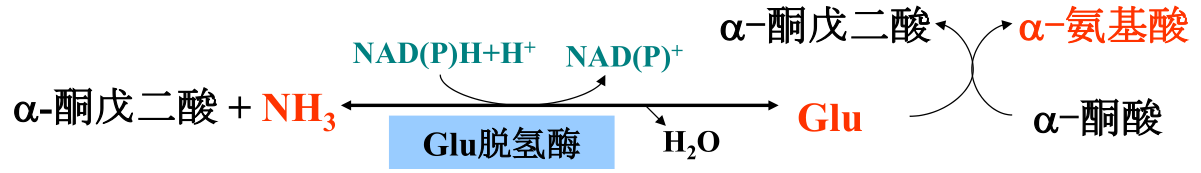 α-酮戊二酸 α-氨基酸
NAD(P)H+H⁺ NAD(P)⁺
α-酮戊二酸 + NH₃ Glu α-酮酸
Glu脱氢酶 H₂O